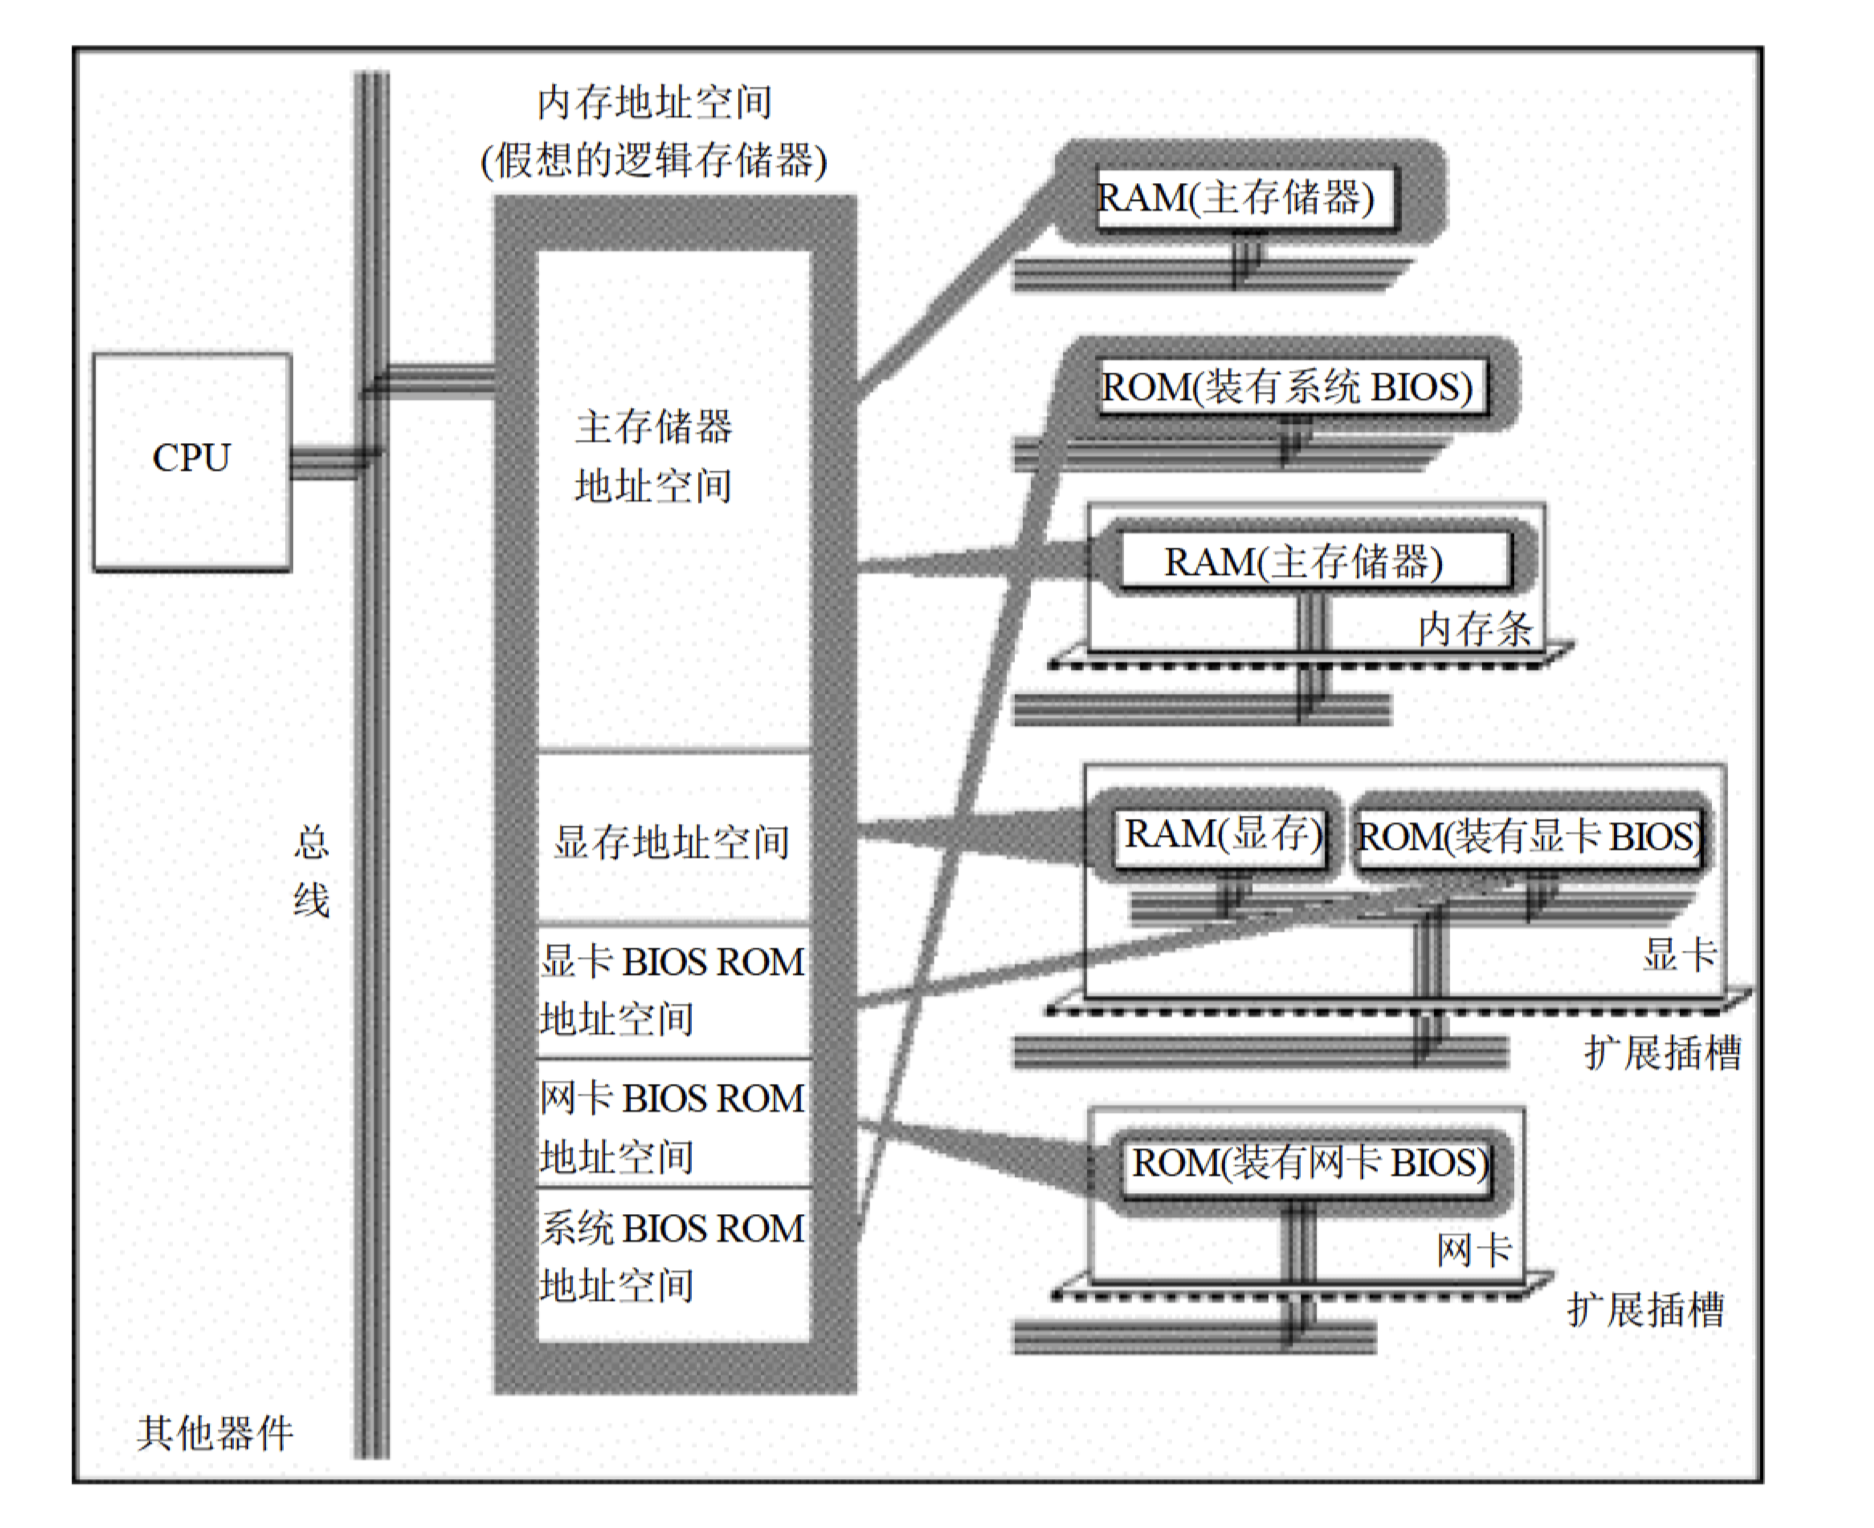 内存地址空间
(假想的逻辑存储器)
CPU
总
线
其他器件
主存储器
地址空间
显存地址空间
显卡 BIOS ROM
地址空间
网卡 BIOS ROM
地址空间
系统 BIOS ROM
地址空间
RAM(主存储器)
ROM(装有系统 BIOS)
RAM(主存储器)
内存条
RAM(显存)
ROM(装有显卡 BIOS)
显卡
扩展插槽
ROM(装有网卡 BIOS)
网卡
扩展插槽